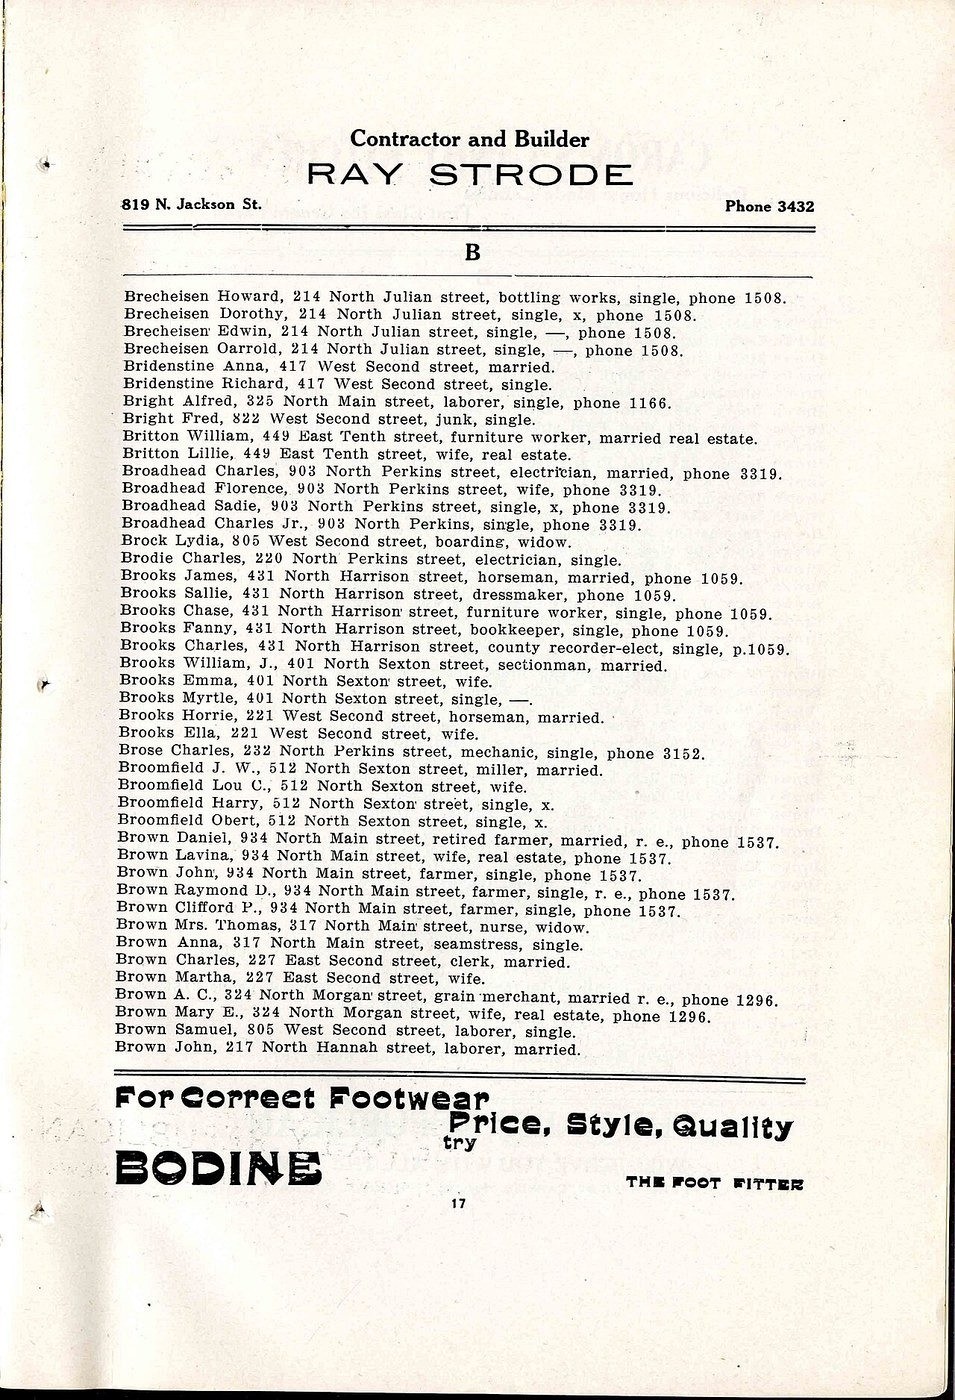 Contractor and Builder
RAY STRODE
819 N. Jackson St. Phone 3432
B
Brecheisen Howard, 214 North Julian street, bottling works, single, phone 1508.
Brecheisen Dorothy, 214 North Julian street, single, x, phone 1508.
Brecheisen Edwin, 214 North Julian street, single, —, phone 1508.
Brecheisen Oarrold, 214 North Julian street, single, —, phone 1508.
Bridenstine Anna, 417 West Second street, married.
Bridenstine Richard, 417 West Second street, single.
Bright Alfred, 325 North Main street, laborer, single, phone 1166.
Bright Fred, 822 West Second street, junk, single.
Britton William, 449 East Tenth street, furniture worker, married real estate.
Britton Lillie, 449 East Tenth street, wife, real estate.
Broadhead Charles, 903 North Perkins street, electrician, married, phone 3319.
Broadhead Florence, 903 North Perkins street, wife, phone 3319.
Broadhead Sadie, 903 North Perkins street, single, x, phone 3319.
Broadhead Charles Jr., 903 North Perkins, single, phone 3319.
Brock Lydia, 805 West Second street, boarding, widow.
Brodie Charles, 220 North Perkins street, electrician, single.
Brooks James, 431 North Harrison street, horseman, married, phone 1059.
Brooks Sallie, 431 North Harrison street, dressmaker, phone 1059.
Brooks Chase, 431 North Harrison street, furniture worker, single, phone 1059.
Brooks Fanny, 431 North Harrison street, bookkeeper, single, phone 1059.
Brooks Charles, 431 North Harrison street, county recorder-elect, single, p.1059.
Brooks William, J., 401 North Sexton street, sectionman, married.
Brooks Emma, 401 North Sexton street, wife.
Brooks Myrtle, 401 North Sexton street, single, —.
Brooks Horrie, 221 West Second street, horseman, married.
Brooks Ella, 221 West Second street, wife.
Brose Charles, 232 North Perkins street, mechanic, single, phone 3152.
Broomfield J. W., 512 North Sexton street, miller, married.
Broomfield Lou C., 512 North Sexton street, wife.
Broomfield Harry, 512 North Sexton street, single, x.
Broomfield Obert, 512 North Sexton street, single, x.
Brown Daniel, 934 North Main street, retired farmer, married, r. e., phone 1537.
Brown Lavina, 934 North Main street, wife, real estate, phone 1537.
Brown John, 934 North Main street, farmer, single, phone 1537.
Brown Raymond D., 934 North Main street, farmer, single, r. e., phone 1537.
Brown Clifford P., 934 North Main street, farmer, single, phone 1537.
Brown Mrs. Thomas, 317 North Main street, nurse, widow.
Brown Anna, 317 North Main street, seamstress, single.
Brown Charles, 227 East Second street, clerk, married.
Brown Martha, 227 East Second street, wife.
Brown A. C., 324 North Morgan street, grain merchant, married r. e., phone 1296.
Brown Mary E., 324 North Morgan street, wife, real estate, phone 1296.
Brown Samuel, 805 West Second street, laborer, single.
Brown John, 217 North Hannah street, laborer, married.
For Correct Footwear
Price, Style, Quality
try
BODINE THE FOOT FITTER
17